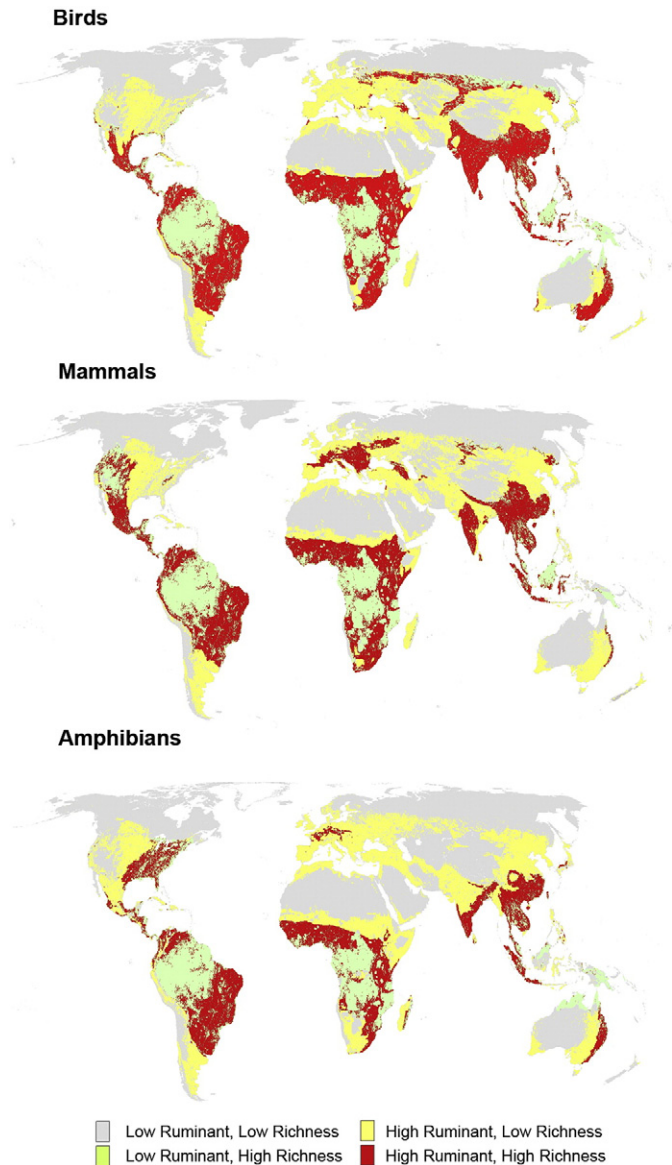 Birds
Mammals
Amphibians
Low Ruminant, Low Richness
High Ruminant, Low Richness
Low Ruminant, High Richness
High Ruminant, High Richness